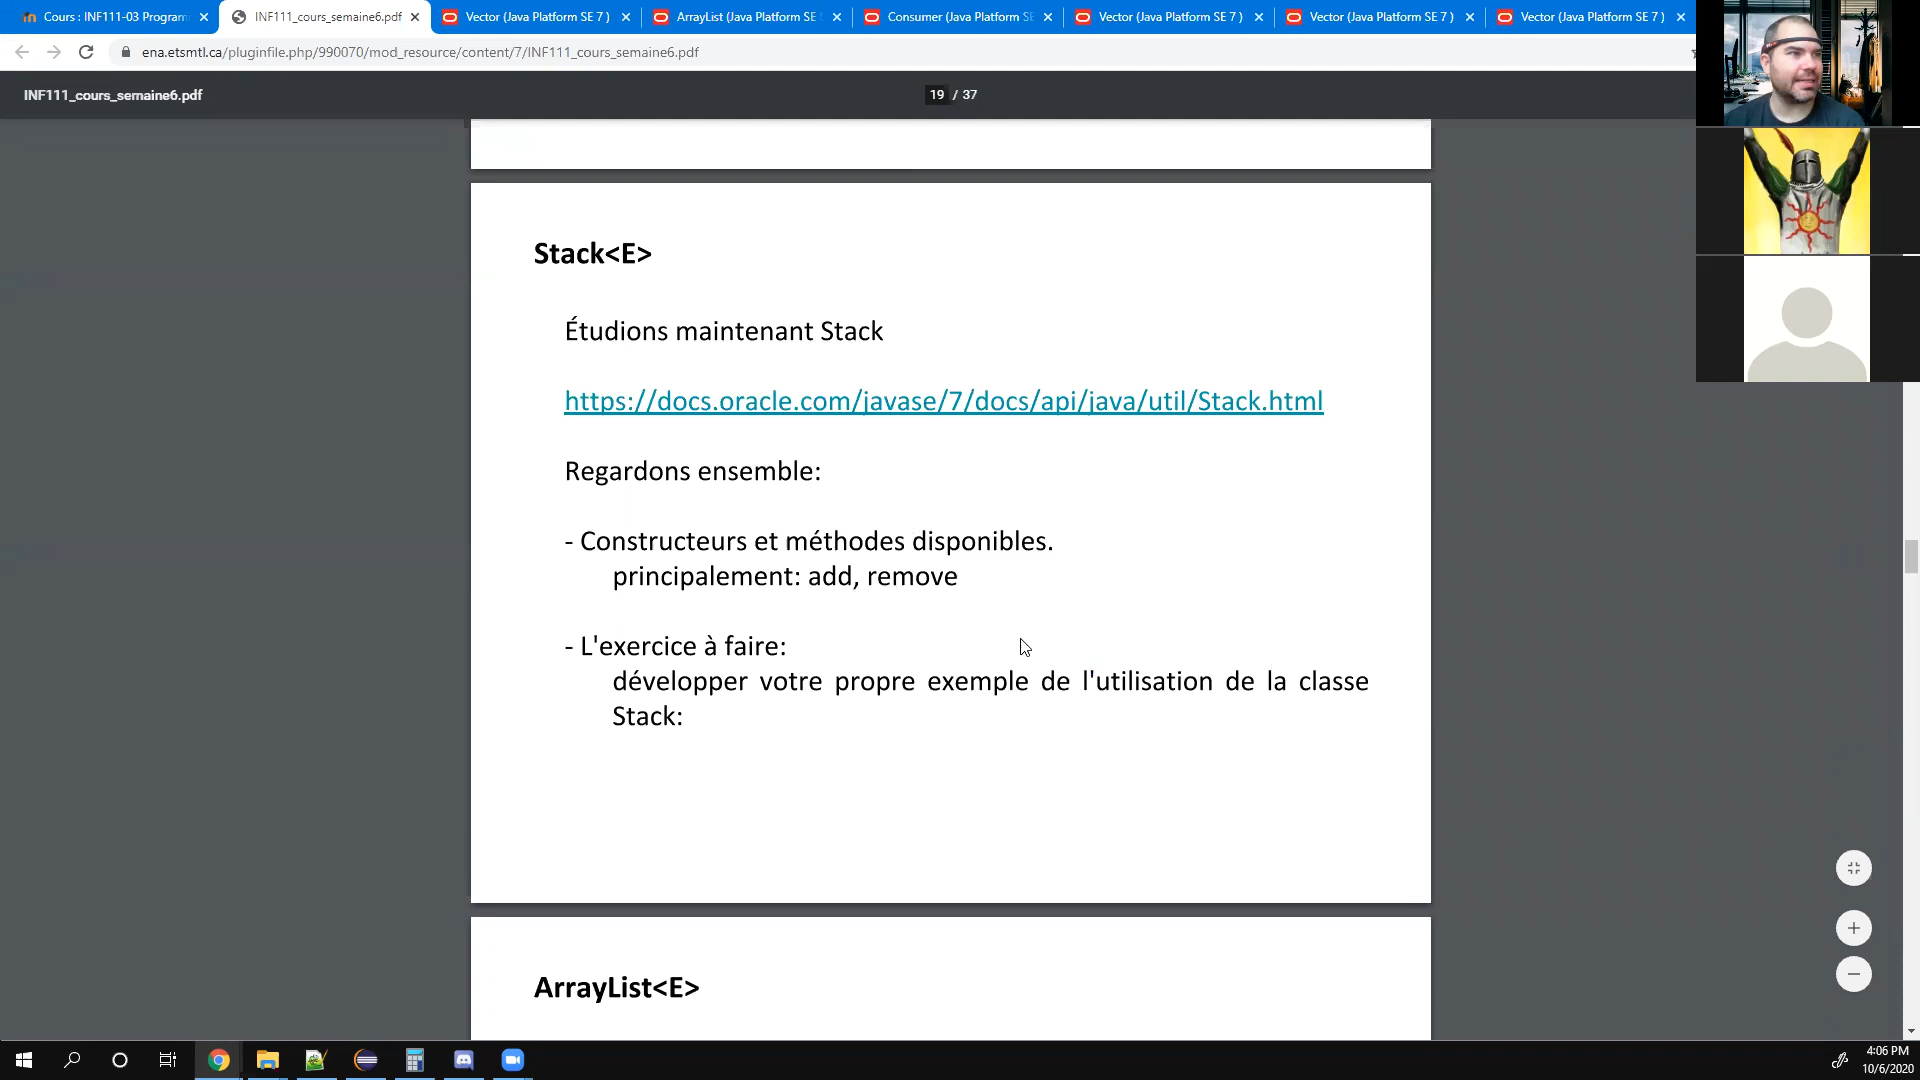 Cours : INF111-03 Program
INF111_cours_semaine6.pdf
Vector (Java Platform SE 7 )
ArrayList (Java Platform SE
Consumer (Java Platform SE
Vector (Java Platform SE 7 )
Vector (Java Platform SE 7 )
Vector (Java Platform SE 7 )
ena.etsmtl.ca/pluginfile.php/990070/mod_resource/content/7/INF111_cours_semaine6.pdf
INF111_cours_semaine6.pdf
19 / 37
Stack<E>
Étudions maintenant Stack
https://docs.oracle.com/javase/7/docs/api/java/util/Stack.html
Regardons ensemble:
- Constructeurs et méthodes disponibles.
principalement: add, remove
- L'exercice à faire:
développer votre propre exemple de l'utilisation de la classe
Stack:
ArrayList<E>
4:06 PM
10/6/2020